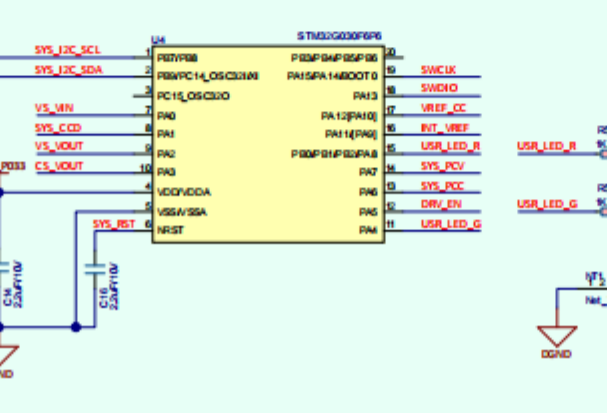 U4 STM32G030F6P6
SYS_I2C_SCL 1 PB7/PB8 PB3/PB4/PB5/PB6 20
SYS_I2C_SDA 2 PB9/PC14_OSC32IN PA15/PA14-BOOT0 19 SWCLK
3 PC15_OSC32O PA13 18 SWDIO
VS_VIN 7 PA0 PA12[PA10] 17 VREF_CC
SYS_CCD 8 PA1 PA11[PA9] 16 INT_VREF
VS_VOUT 9 PA2 PB0/PB1/PB2/PA8 15 USR_LED_R USR_LED_R
CS_VOUT 10 PA3 PA7 14 SYS_PCV
4 VDD/VDDA PA6 13 SYS_PCC
5 VSS/VSSA PA5 12 DRV_EN USR_LED_G
SYS_RST 6 NRST PA4 11 USR_LED_G
2.2uF/10V
C15
2.2uF/10V
NT1
Net_
DGND